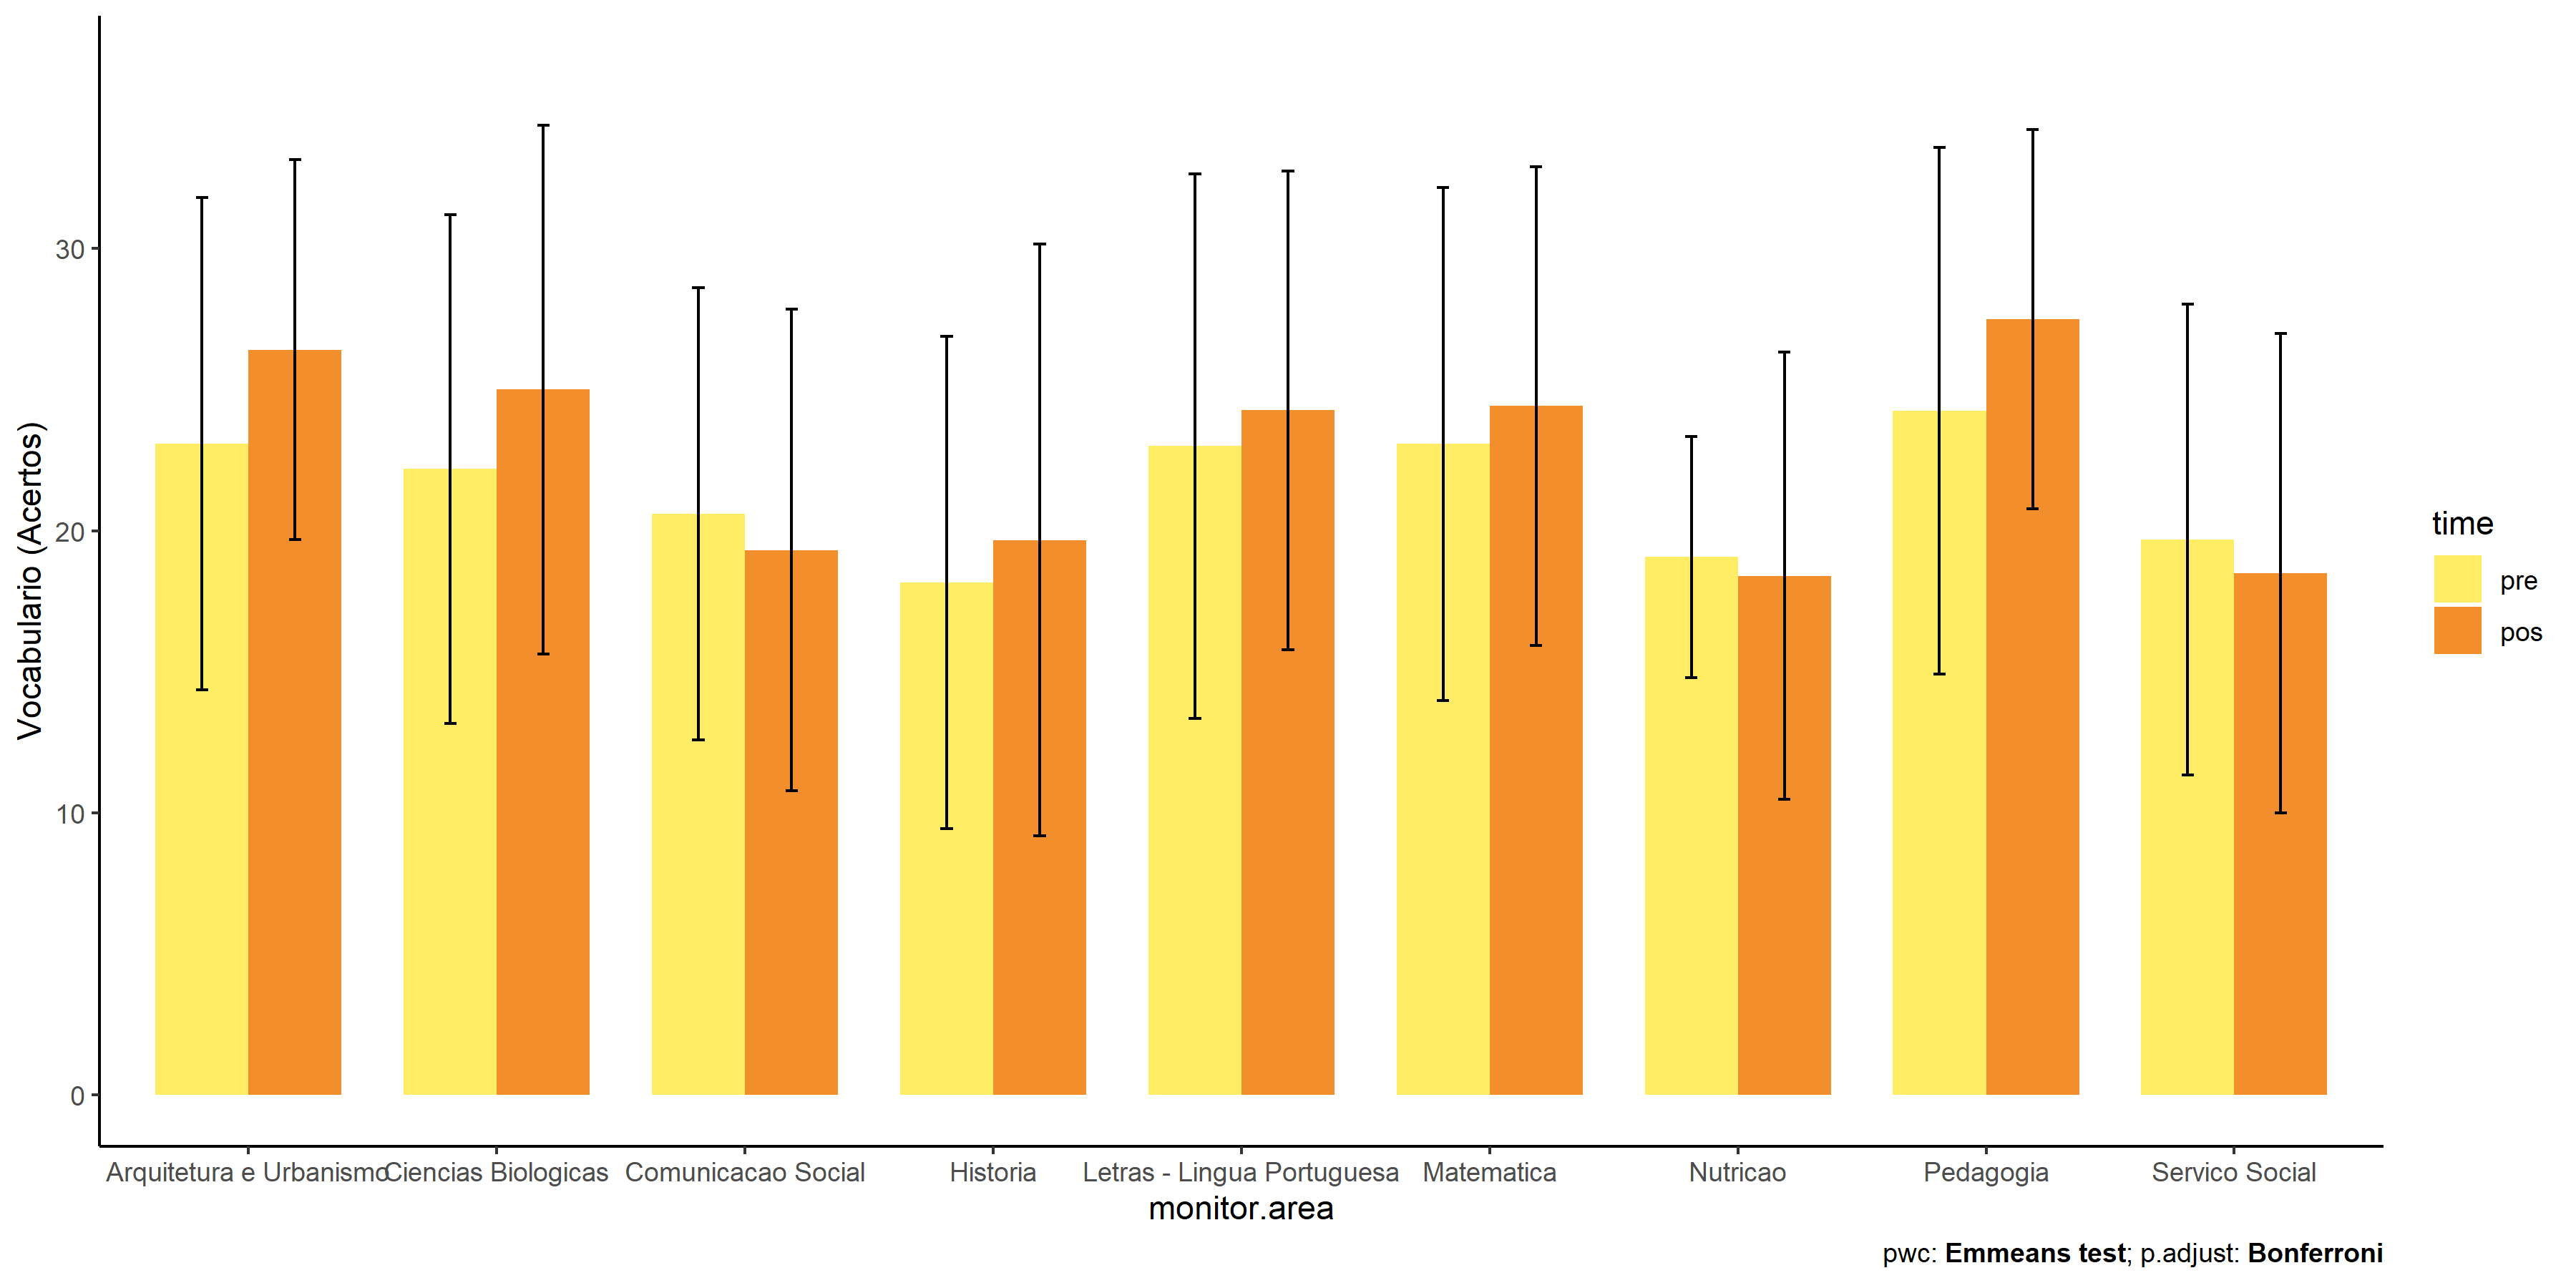 Vocabulario (Acertos)
30
20
10
0
Arquitetura e Urbanismo
Ciencias Biologicas
Comunicacao Social
Historia
Letras - Lingua Portuguesa
Matematica
Nutricao
Pedagogia
Servico Social
monitor.area
time
pre
pos
pwc: Emmeans test; p.adjust: Bonferroni